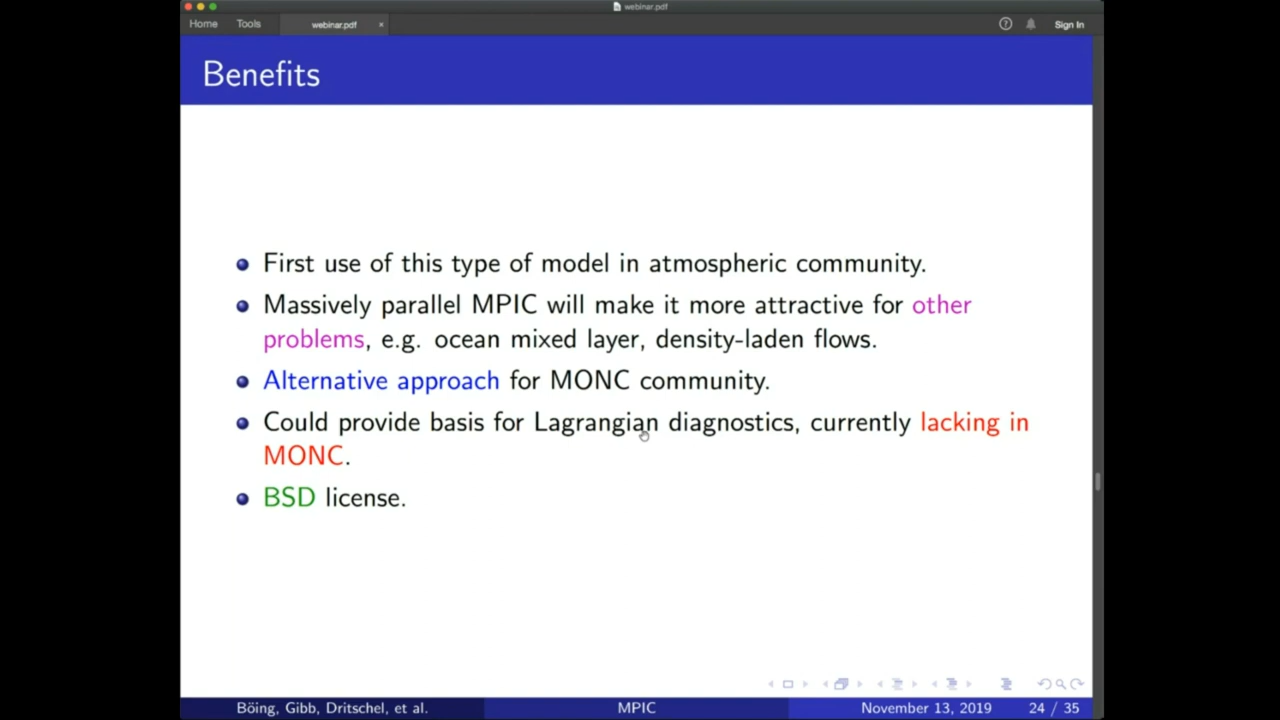 webinar.pdf
Home Tools webinar.pdf × Sign In
Benefits
First use of this type of model in atmospheric community.
Massively parallel MPIC will make it more attractive for other
problems, e.g. ocean mixed layer, density-laden flows.
Alternative approach for MONC community.
Could provide basis for Lagrangian diagnostics, currently lacking in
MONC.
BSD license.
Böing, Gibb, Dritschel, et al. MPIC November 13, 2019 24 / 35